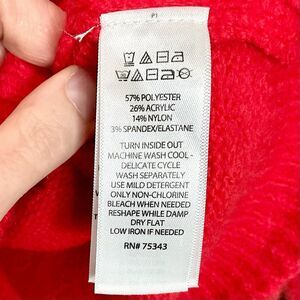 57% POLYESTER
26% ACRYLIC
14% NYLON
3% SPANDEX/ELASTANE
TURN INSIDE OUT
MACHINE WASH COOL -
DELICATE CYCLE
WASH SEPARATELY
USE MILD DETERGENT
ONLY NON-CHLORINE
BLEACH WHEN NEEDED
RESHAPE WHILE DAMP
DRY FLAT
LOW IRON IF NEEDED
RN# 75343